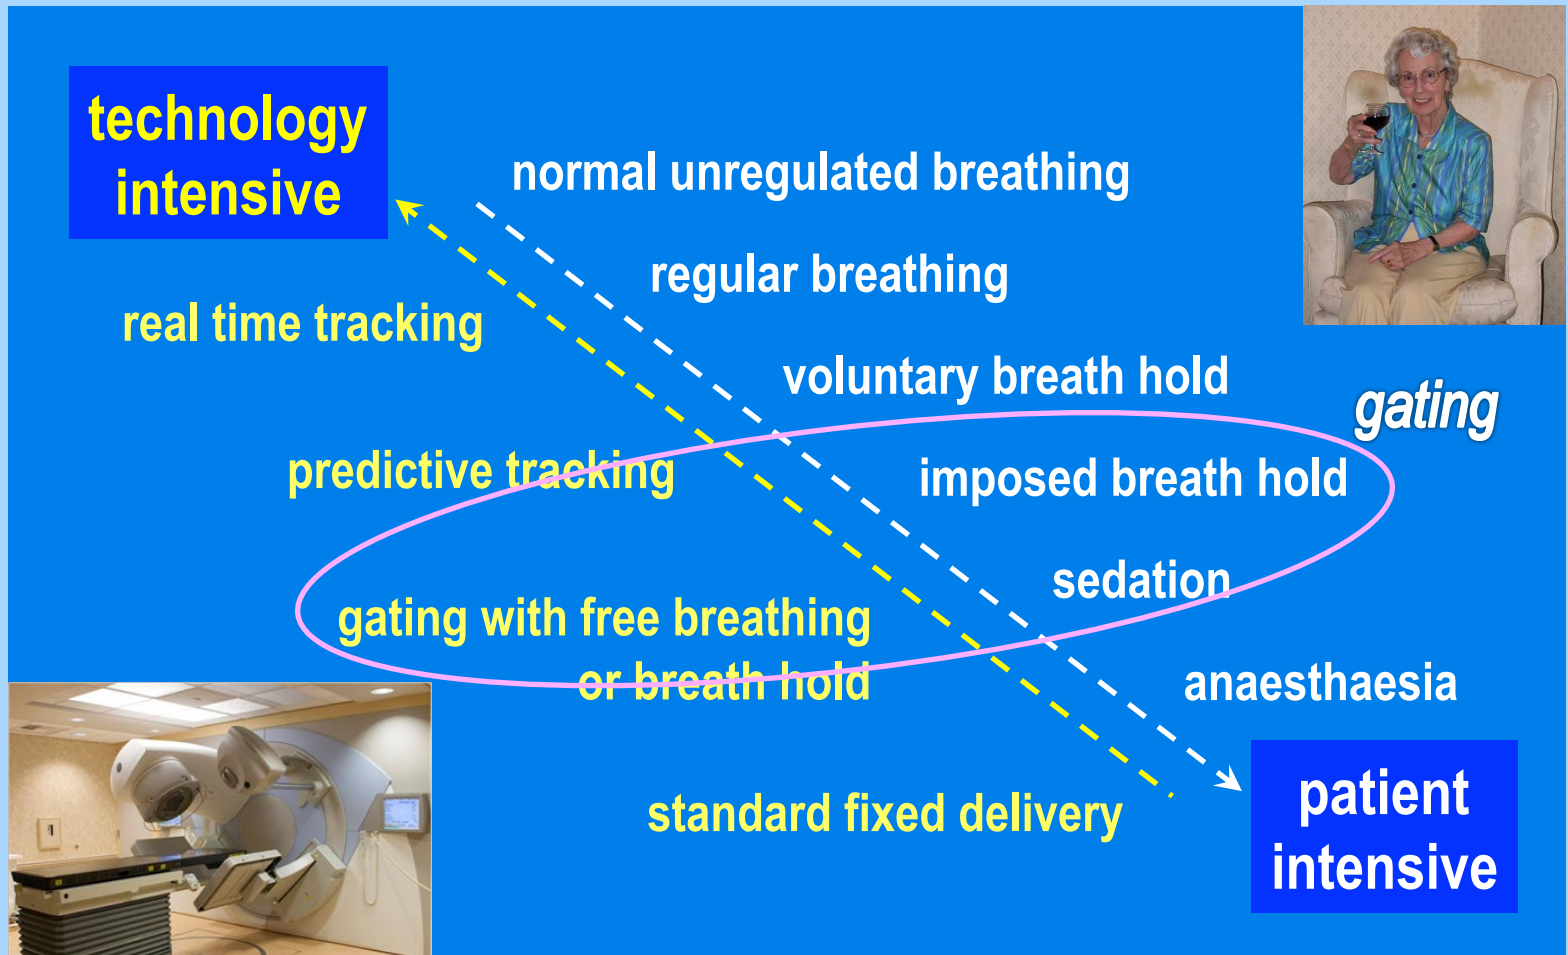 technology
intensive
normal unregulated breathing
regular breathing
real time tracking
voluntary breath hold
gating
predictive tracking
imposed breath hold
sedation
gating with free breathing
or breath hold
anaesthaesia
standard fixed delivery
patient
intensive